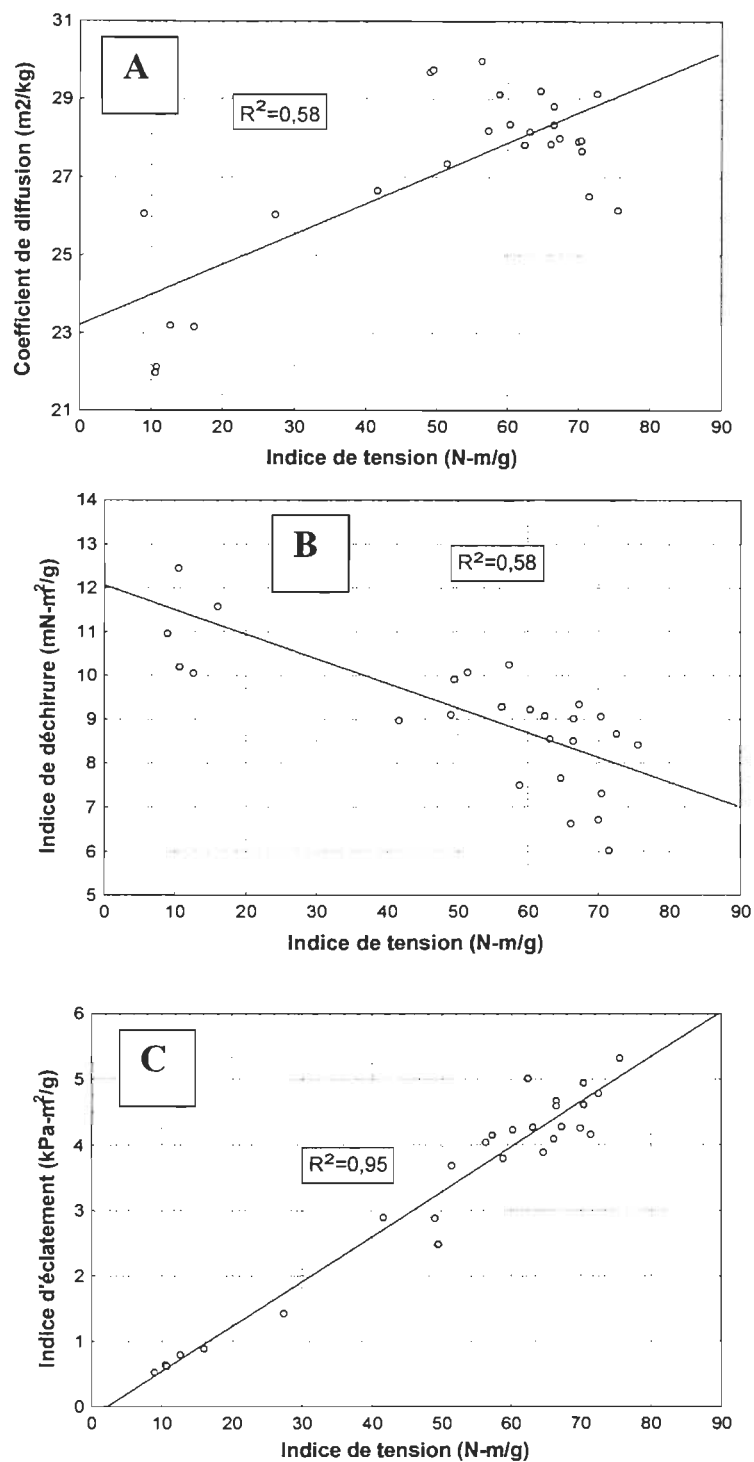 31
29
27
25
23
21
Coefficient de diffusion (m2/kg)
A
R²=0,58
0 10 20 30 40 50 60 70 80 90
Indice de tension (N-m/g)
14
13
12
11
10
9
8
7
6
5
Indice de déchirure (mN-m²/g)
B
R²=0,58
0 10 20 30 40 50 60 70 80 90
Indice de tension (N-m/g)
6
5
4
3
2
1
0
Indice d'éclatement (kPa-m²/g)
C
R²=0,95
0 10 20 30 40 50 60 70 80 90
Indice de tension (N-m/g)